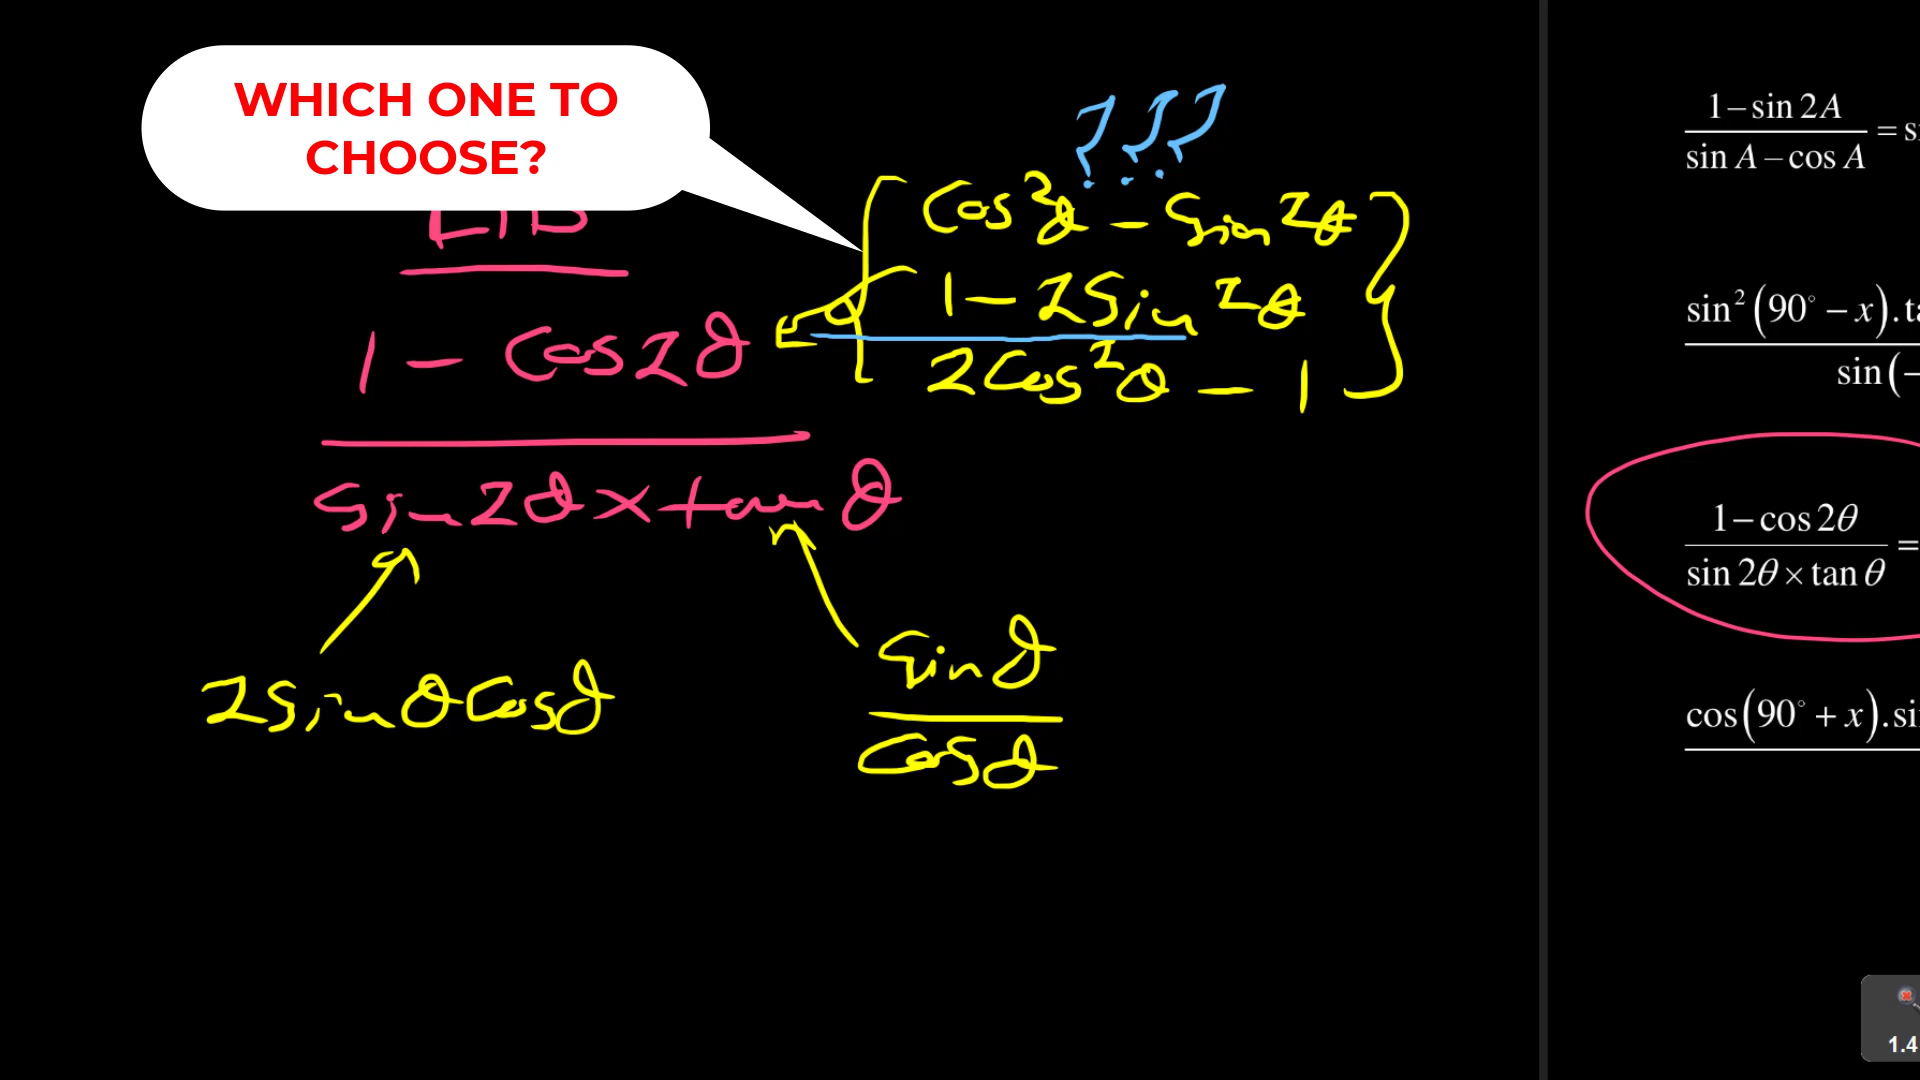 WHICH ONE TO
CHOOSE?
? ? ?
cos²θ - sin²θ
1 - 2sin²θ
2cos²θ - 1
1 - cos2θ
sin2θ × tanθ
2sinθcosθ
sinθ
cosθ
1−sin 2A
sin A−cos A
=
sin²(90° − x).
sin(−
1−cos 2θ
sin 2θ×tan θ
=
cos(90° + x).
1.4